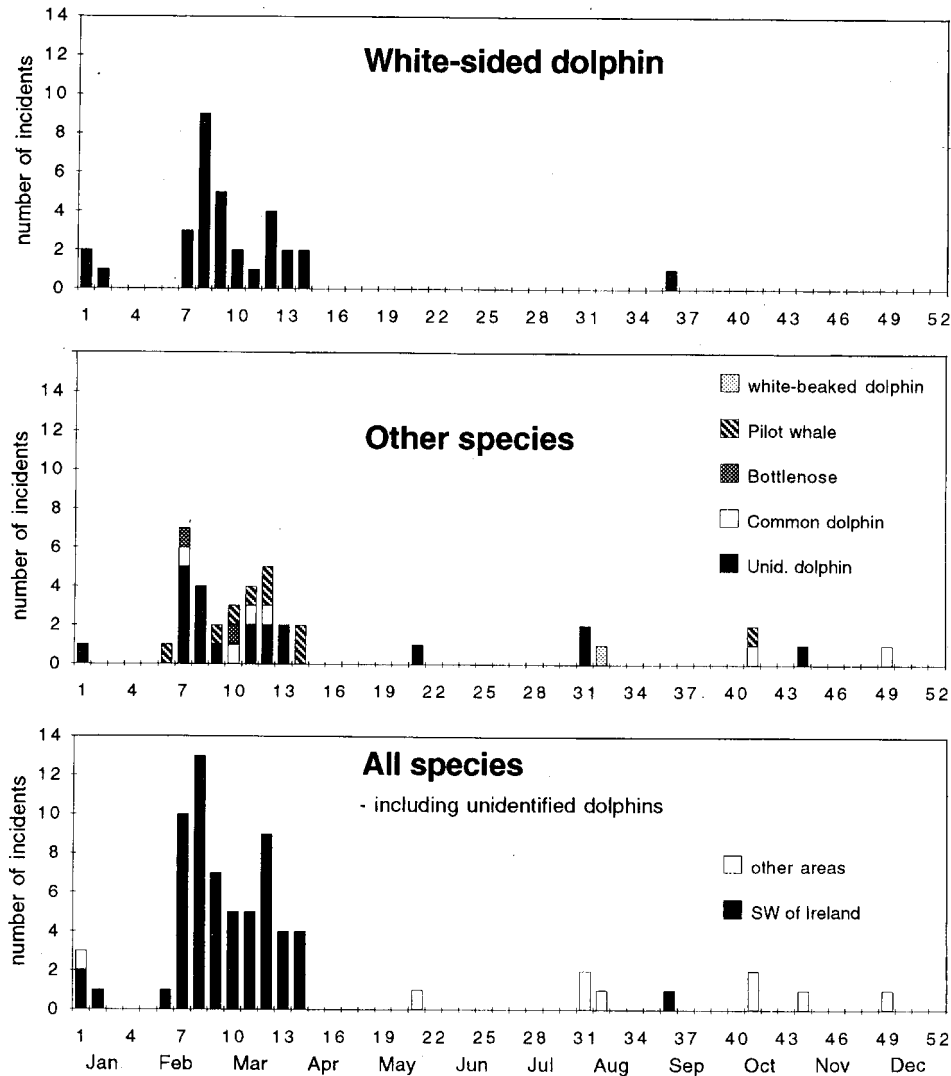 14
White-sided dolphin
12
10
8
6
4
2
0
number of incidents
1 4 7 10 13 16 19 22 25 28 31 34 37 40 43 46 49 52
14
12
10
8
6
4
2
0
number of incidents
Other species
white-beaked dolphin
Pilot whale
Bottlenose
Common dolphin
Unid. dolphin
1 4 7 10 13 16 19 22 25 28 31 34 37 40 43 46 49 52
14
12
10
8
6
4
2
0
number of incidents
All species
- including unidentified dolphins
other areas
SW of Ireland
1 4 7 10 13 16 19 22 25 28 31 34 37 40 43 46 49 52
Jan Feb Mar Apr May Jun Jul Aug Sep Oct Nov Dec